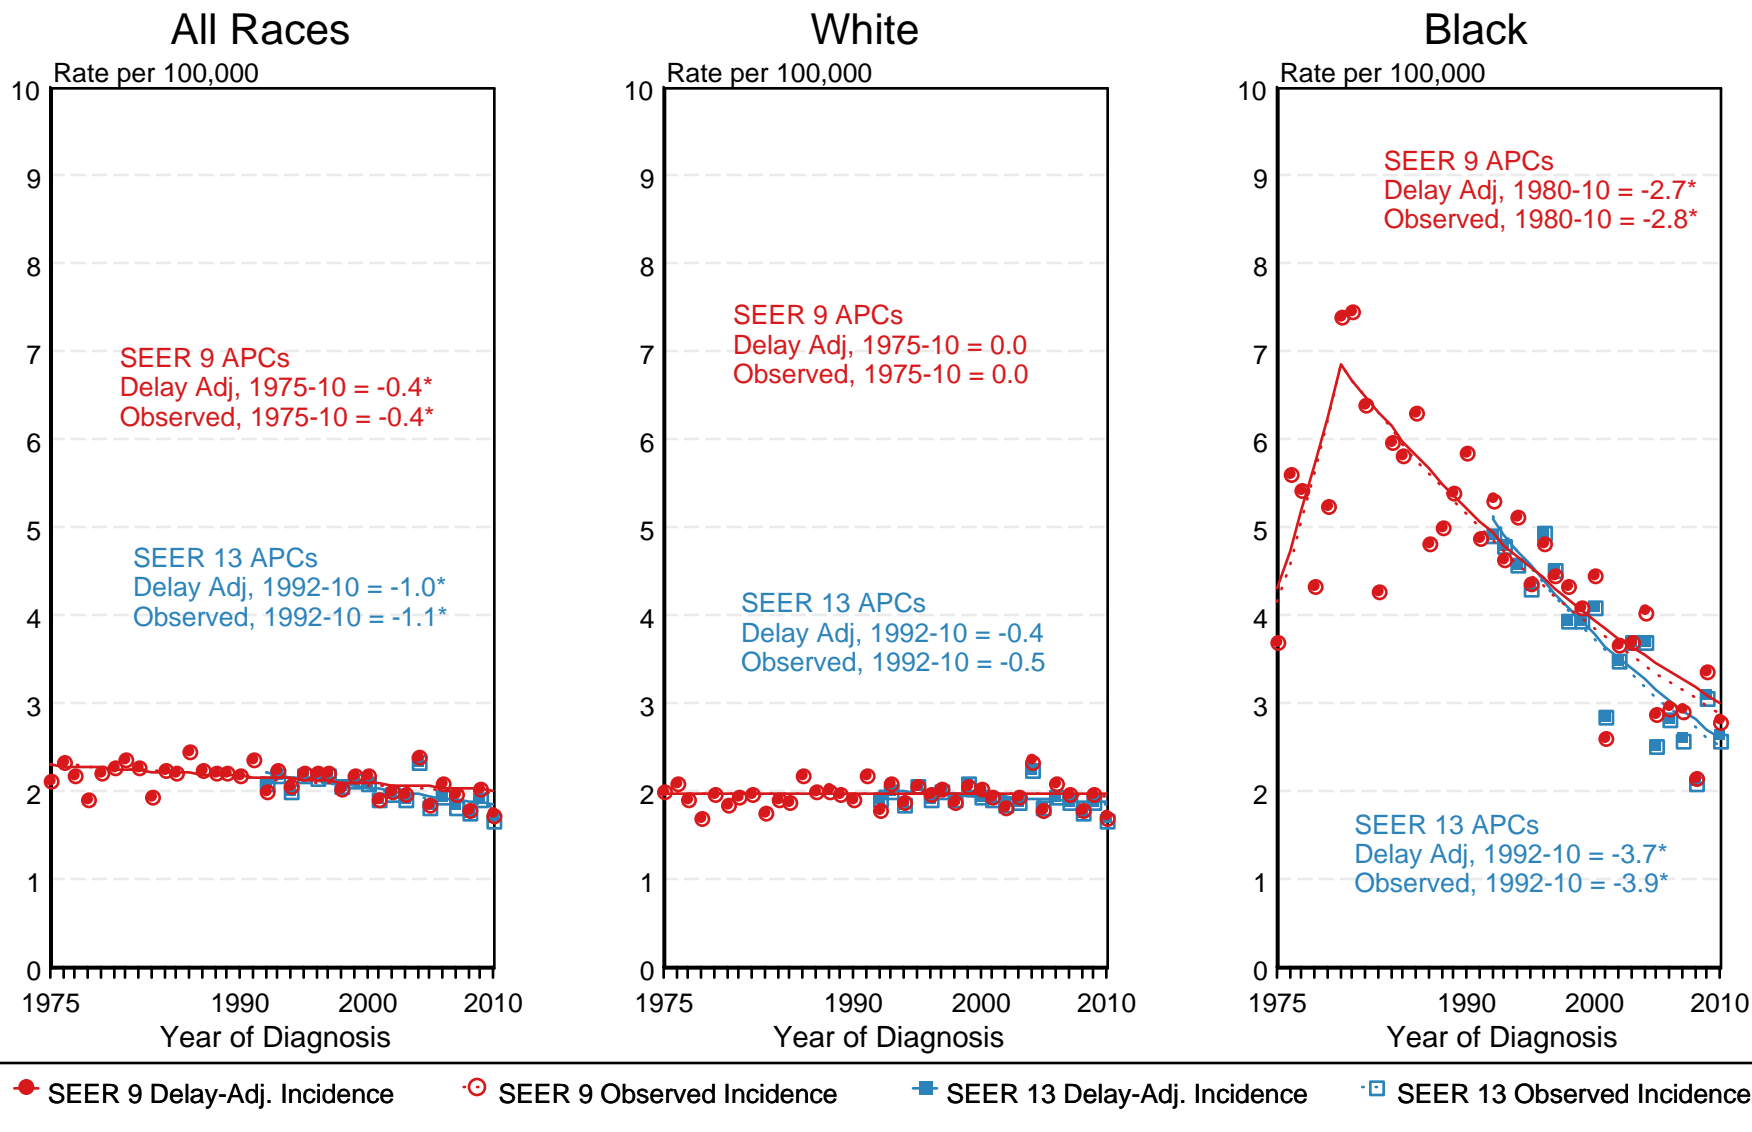 All Races
Rate per 100,000
10
9
8
7
6
5
4
3
2
1
0
SEER 9 APCs
Delay Adj, 1975-10 = -0.4*
Observed, 1975-10 = -0.4*
SEER 13 APCs
Delay Adj, 1992-10 = -1.0*
Observed, 1992-10 = -1.1*
1975 1990 2000 2010
Year of Diagnosis
White
Rate per 100,000
10
9
8
7
6
5
4
3
2
1
0
SEER 9 APCs
Delay Adj, 1975-10 = 0.0
Observed, 1975-10 = 0.0
SEER 13 APCs
Delay Adj, 1992-10 = -0.4
Observed, 1992-10 = -0.5
1975 1990 2000 2010
Year of Diagnosis
Black
Rate per 100,000
10
9
8
7
6
5
4
3
2
1
0
SEER 9 APCs
Delay Adj, 1980-10 = -2.7*
Observed, 1980-10 = -2.8*
SEER 13 APCs
Delay Adj, 1992-10 = -3.7*
Observed, 1992-10 = -3.9*
1975 1990 2000 2010
Year of Diagnosis
SEER 9 Delay-Adj. Incidence SEER 9 Observed Incidence SEER 13 Delay-Adj. Incidence SEER 13 Observed Incidence